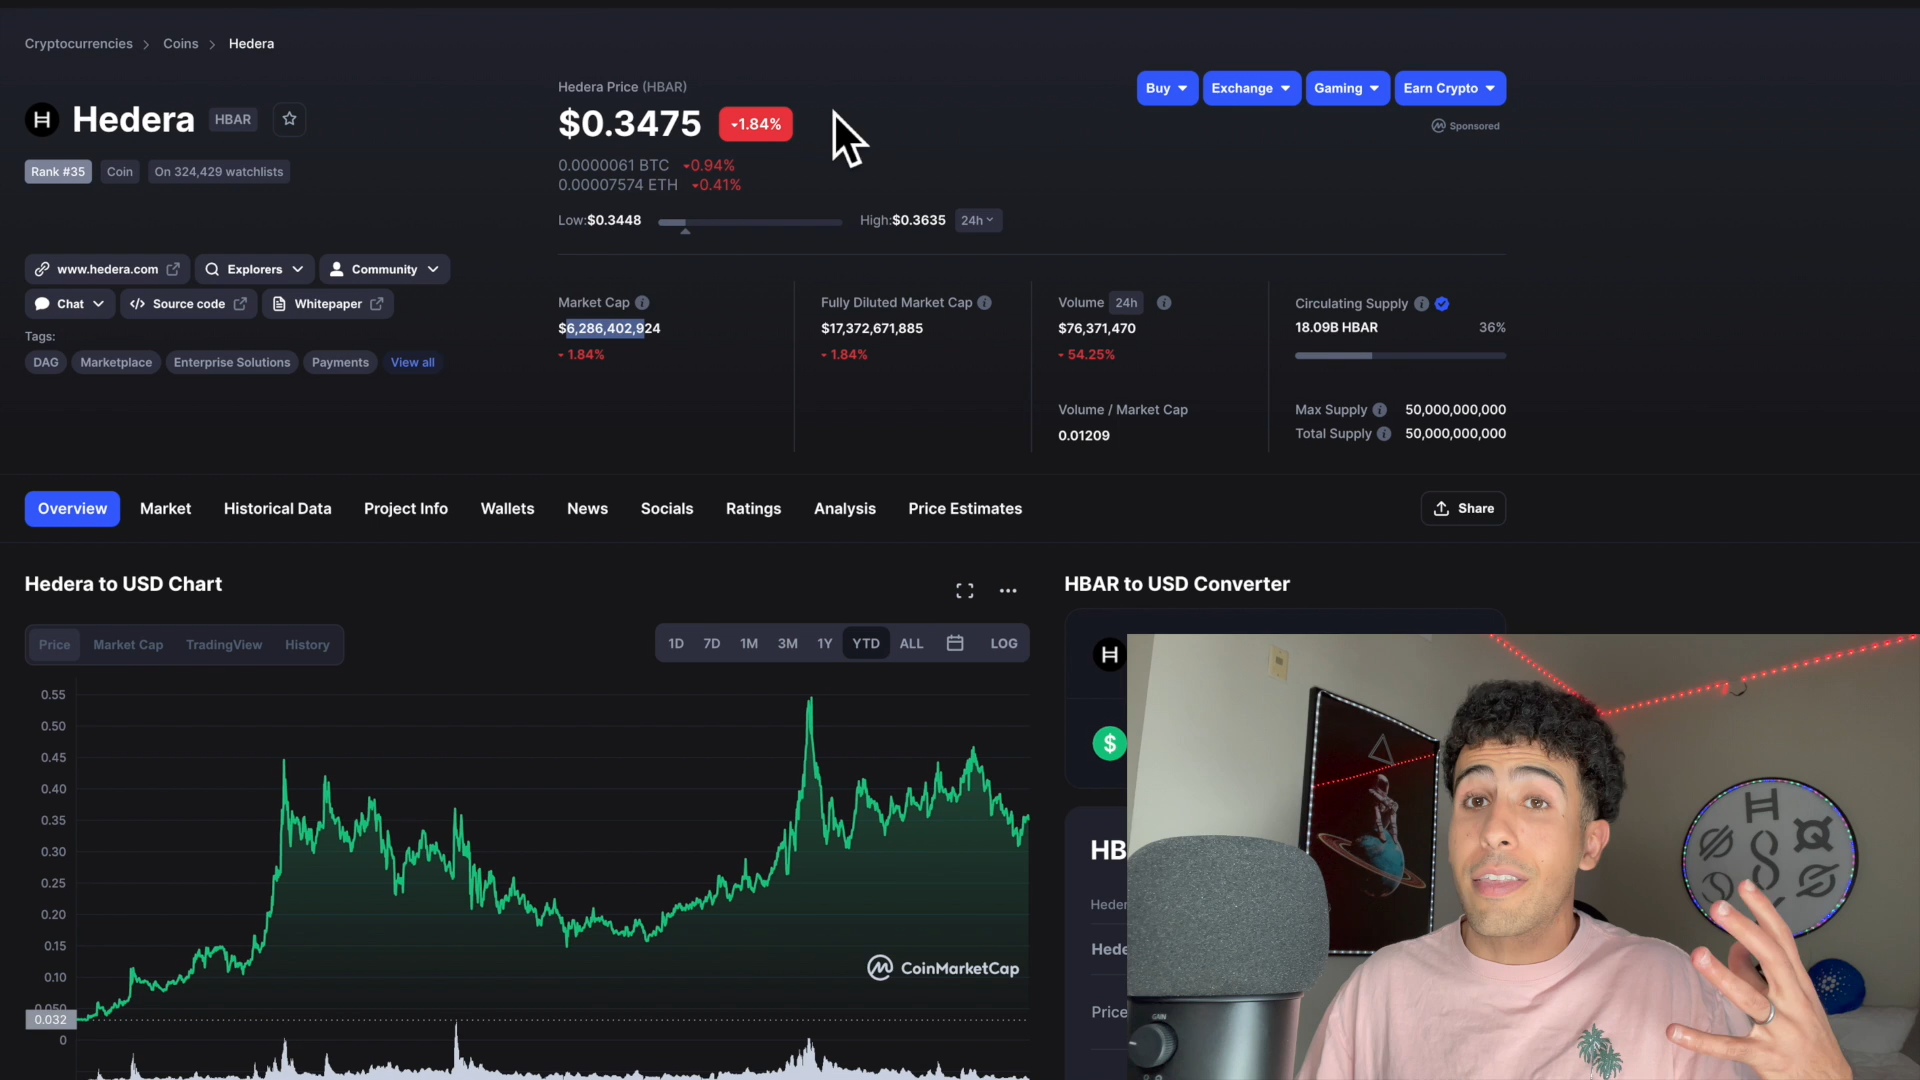 Cryptocurrencies > Coins > Hedera
Hedera HBAR
Rank #35 Coin On 324,429 watchlists
www.hedera.com Explorers Community
Chat Source code Whitepaper
Tags:
DAG Marketplace Enterprise Solutions Payments View all
Hedera Price (HBAR)
$0.3475 1.84%
0.0000061 BTC 0.94%
0.00007574 ETH 0.41%
Low:$0.3448 High:$0.3635 24h
Buy Exchange Gaming Earn Crypto
Sponsored
Market Cap
$6,286,402,924
1.84%
Fully Diluted Market Cap
$17,372,671,885
1.84%
Volume 24h
$76,371,470
54.25%
Volume / Market Cap
0.01209
Circulating Supply
18.09B HBAR 36%
Max Supply 50,000,000,000
Total Supply 50,000,000,000
Overview Market Historical Data Project Info Wallets News Socials Ratings Analysis Price Estimates Share
Hedera to USD Chart
Price Market Cap TradingView History
1D 7D 1M 3M 1Y YTD ALL LOG
0.55
0.50
0.45
0.40
0.35
0.30
0.25
0.20
0.15
0.10
0.032
0
CoinMarketCap
HBAR to USD Converter
HB
Heder
Hede
Price
GAIN